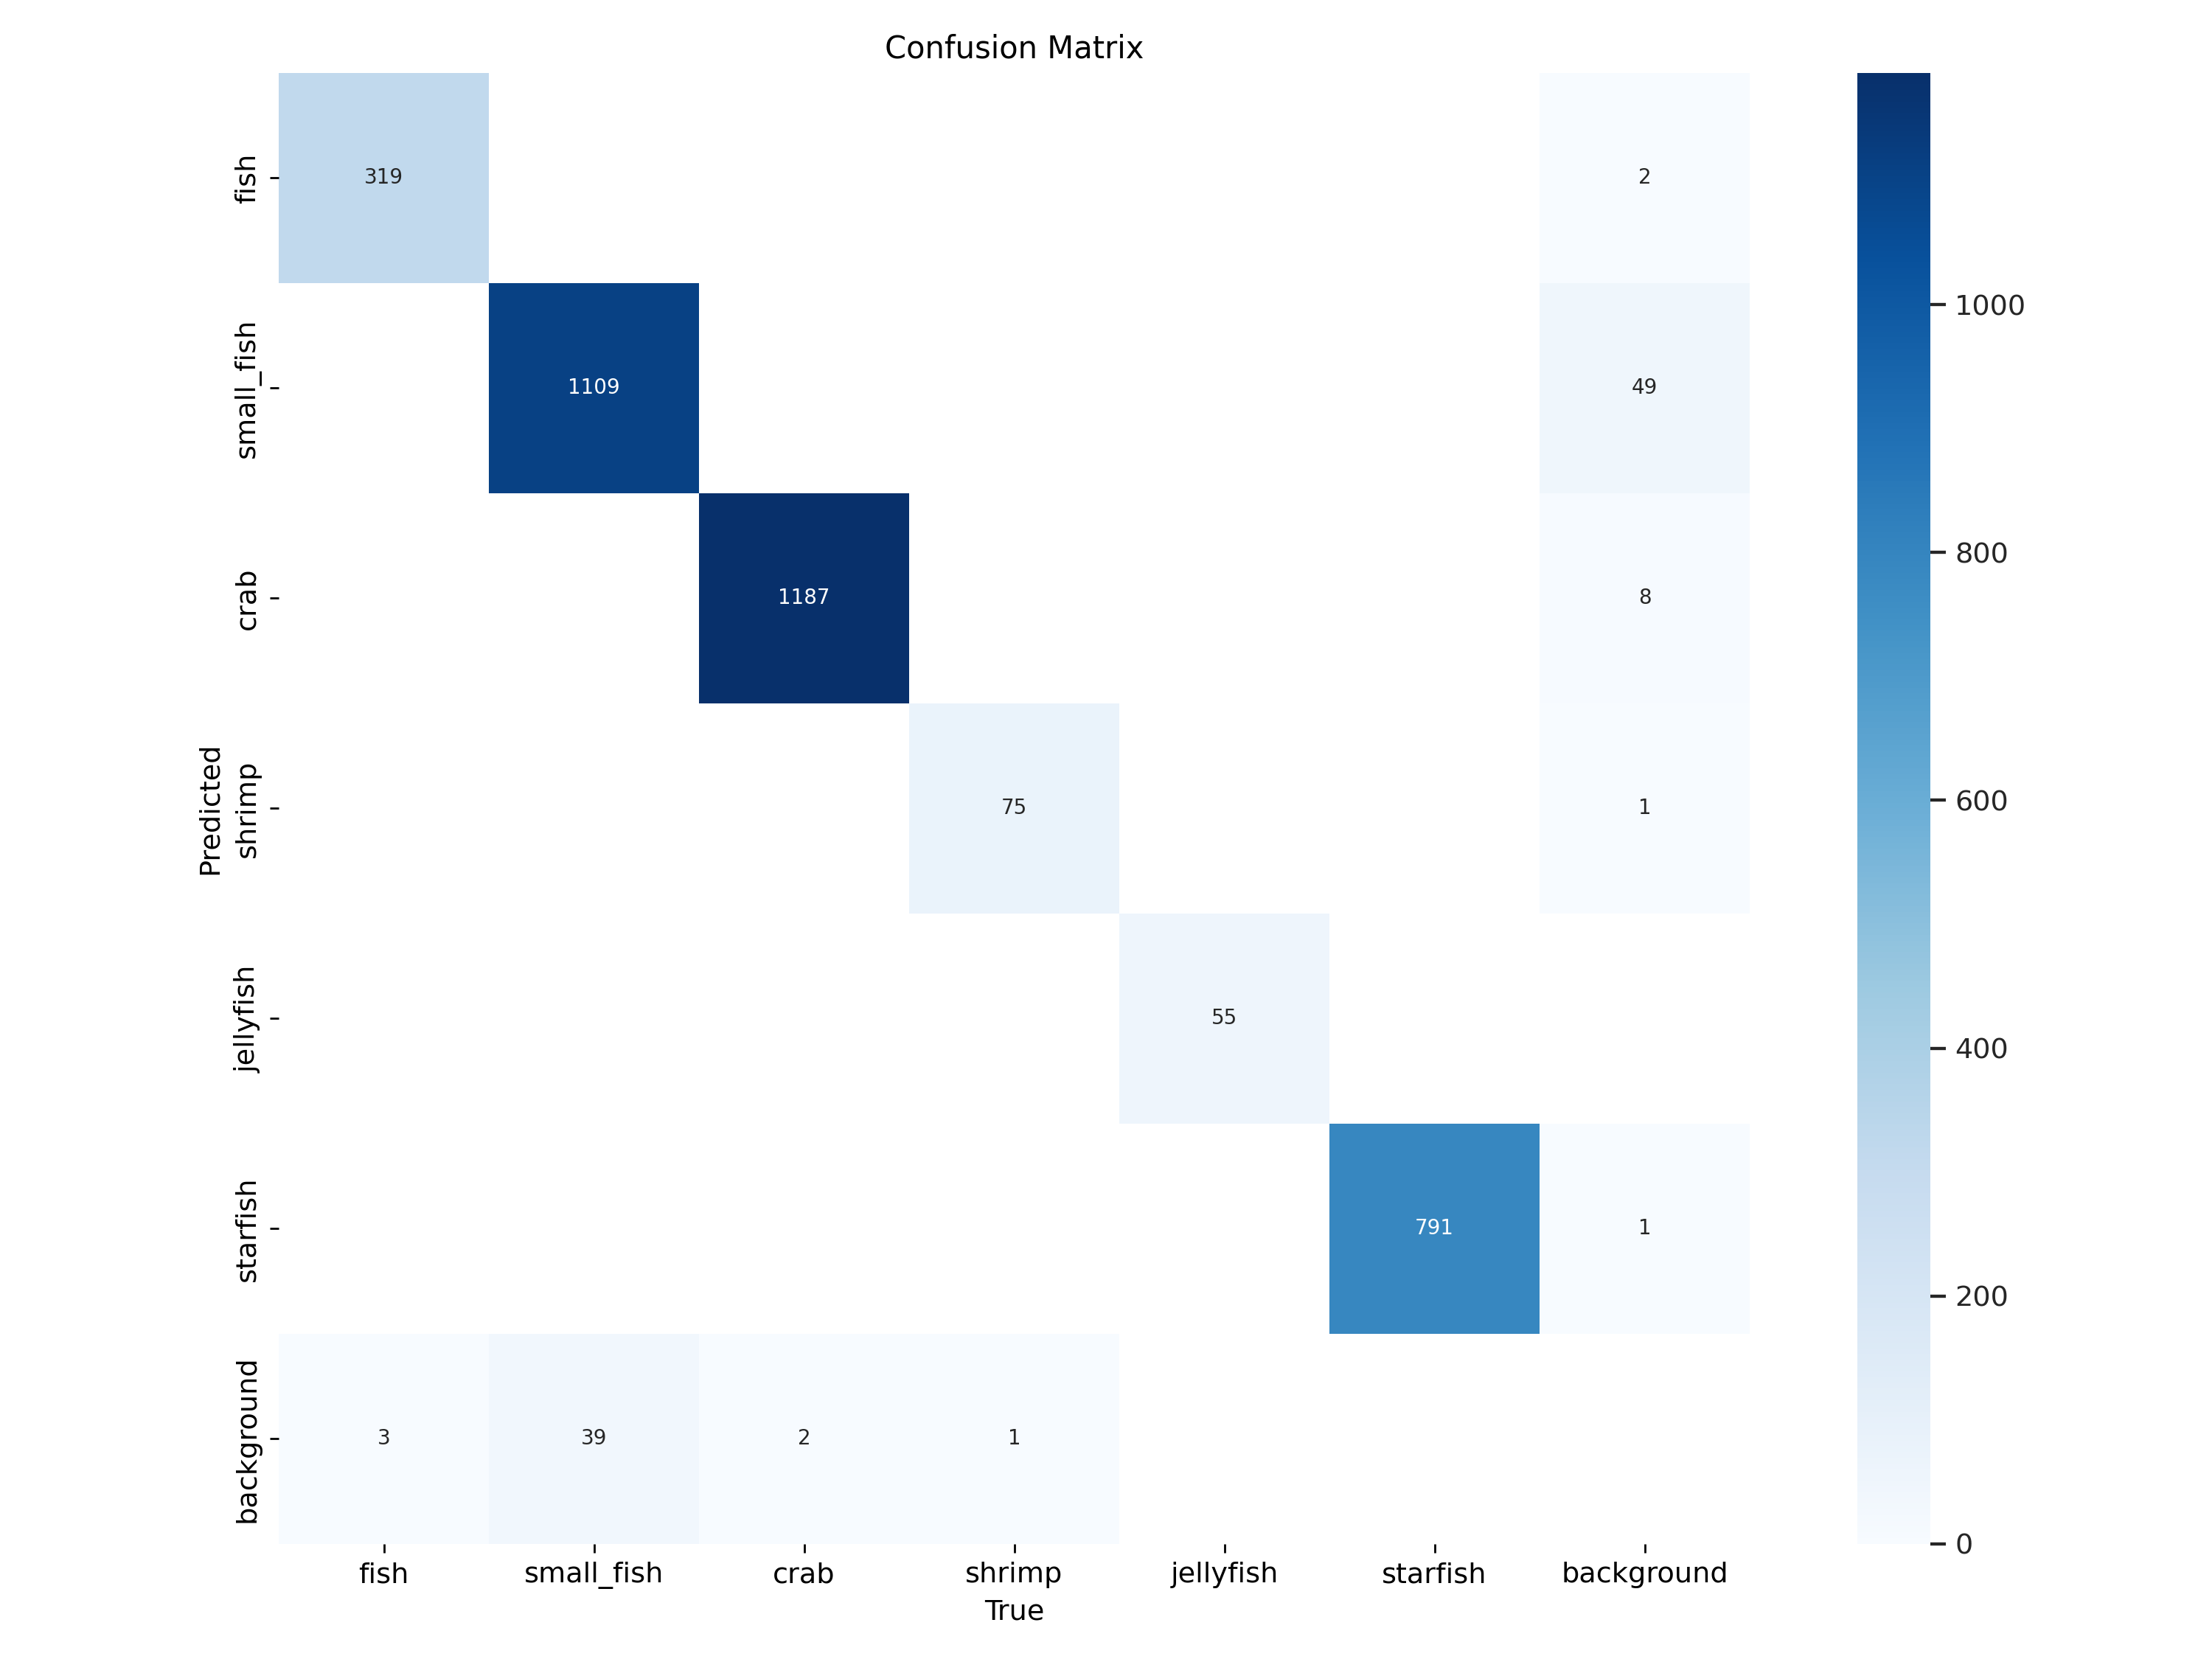 Confusion Matrix
fish
319
2
small_fish
1109
49
crab
1187
8
Predicted
shrimp
75
1
jellyfish
55
starfish
791
1
background
3
39
2
1
fish small_fish crab shrimp jellyfish starfish background
True
1000
800
600
400
200
0